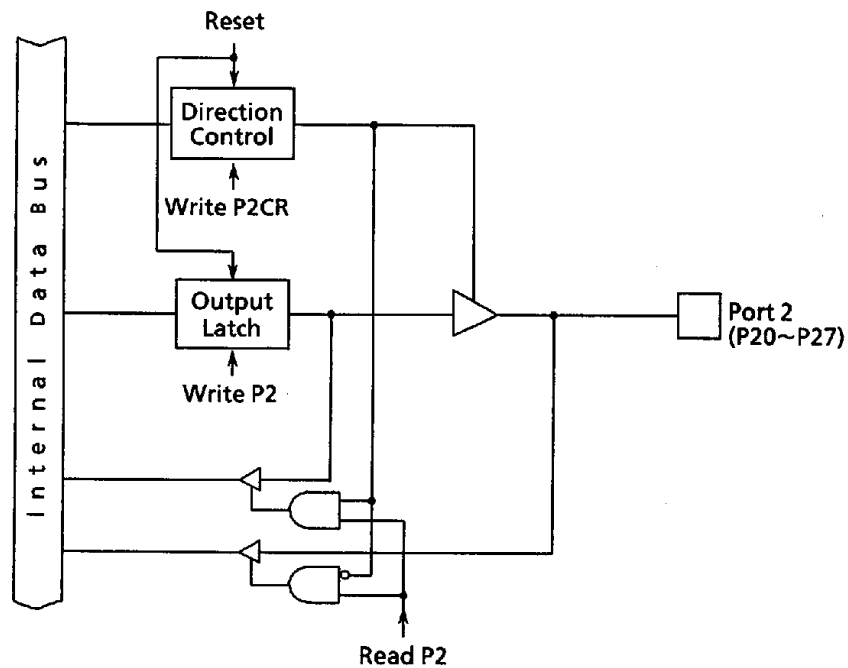 Reset
Direction
Control
Write P2CR
Internal Data Bus
Output
Latch
Write P2
Port 2
(P20~P27)
Read P2